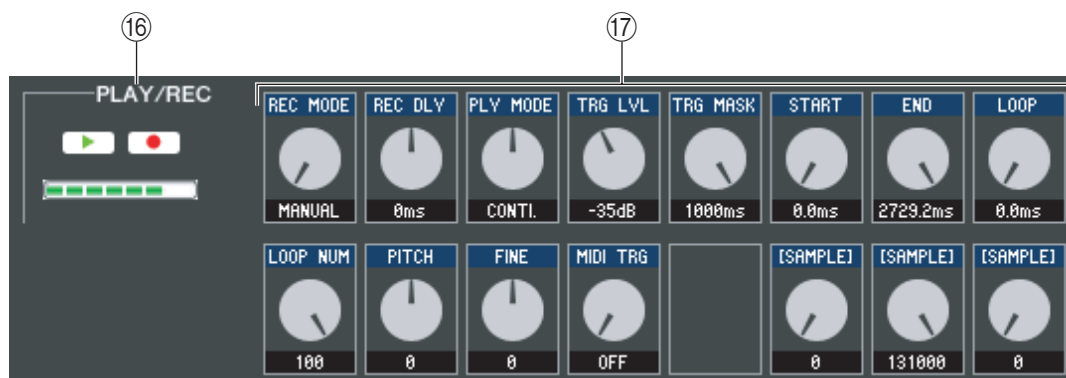 ⑯ ⑰
PLAY/REC
REC MODE REC DLY PLY MODE TRG LVL TRG MASK START END LOOP
MANUAL 0ms CONTI. -35dB 1000ms 0.0ms 2729.2ms 0.0ms
LOOP NUM PITCH FINE MIDI TRG [SAMPLE] [SAMPLE] [SAMPLE]
100 0 0 OFF 0 131000 0